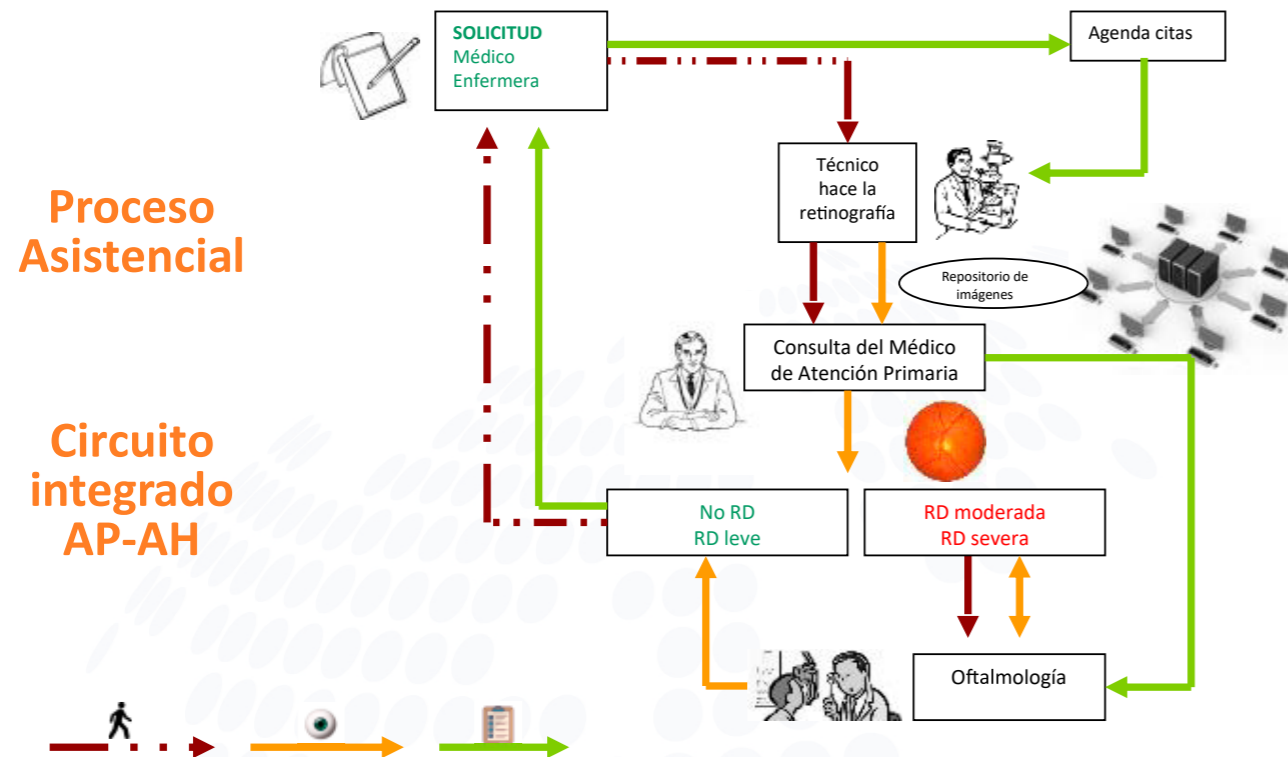 SOLICITUD
Médico
Enfermera
Agenda citas
Técnico
hace la
retinografía
Proceso
Asistencial
Repositorio de
imágenes
Consulta del Médico
de Atención Primaria
Circuito
integrado
AP-AH
No RD
RD leve
RD moderada
RD severa
Oftalmología